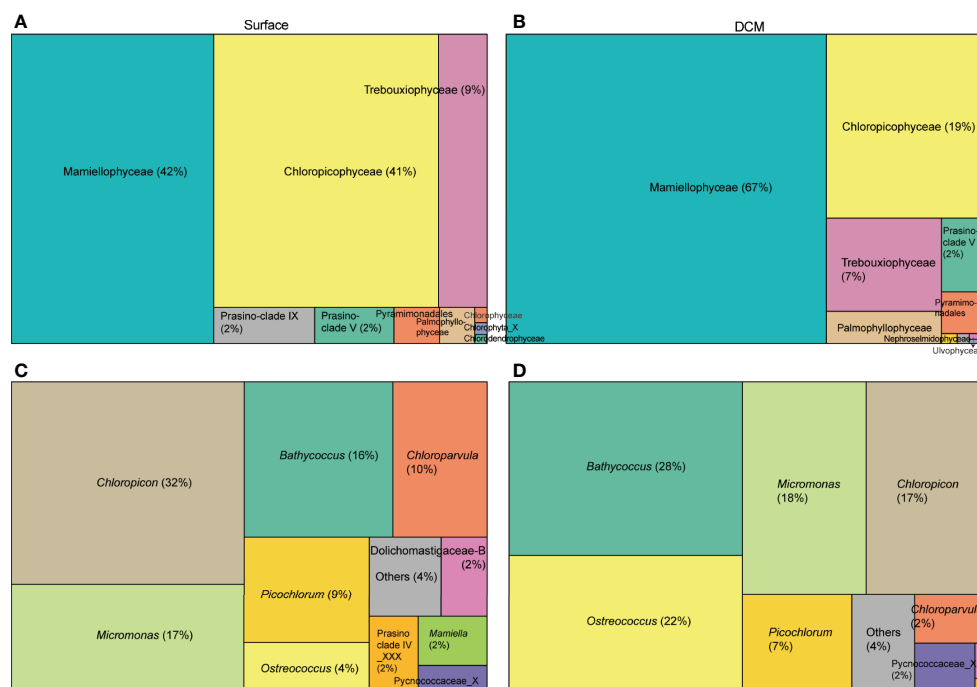 A
Surface
B
DCM
Mamiellophyceae (42%)
Chloropicophyceae (41%)
Trebouxiophyceae (9%)
Prasino-clade IX
(2%)
Prasino-
clade V (2%)
Pyramimonadales
Palmophyllo-
phyceae
Chlorophyceae
Chlorophyta_X
Chlorodendrophyceae
Mamiellophyceae (67%)
Chloropicophyceae (19%)
Trebouxiophyceae
(7%)
Prasino-
clade V
(2%)
Palmophyllophyceae
Pyramimo-
nadales
Nephroselmidophyceae
Ulvophycea
C
D
Chloropicon (32%)
Micromonas (17%)
Bathycoccus (16%)
Chloroparvula
(10%)
Picochlorum (9%)
Ostreococcus (4%)
Dolichomastigaceae-B
(2%)
Others (4%)
Prasino
clade IV
_XXX
(2%)
Mamiella
(2%)
Pycnococcaceae_X
Bathycoccus (28%)
Ostreococcus (22%)
Micromonas
(18%)
Chloropicon
(17%)
Picochlorum
(7%)
Others
(4%)
Chloroparvul
(2%)
Pycnococcaceae_X
(2%)